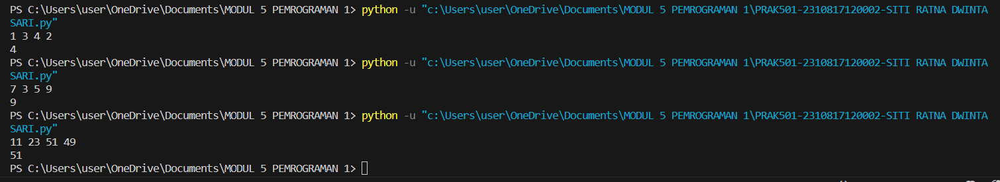 PS C:\Users\user\OneDrive\Documents\MODUL 5 PEMROGRAMAN 1> python -u "c:\Users\user\OneDrive\Documents\MODUL 5 PEMROGRAMAN 1\PRAK501-2310817120002-SITI RATNA DWINTA
SARI.py"
1 3 4 2
4
PS C:\Users\user\OneDrive\Documents\MODUL 5 PEMROGRAMAN 1> python -u "c:\Users\user\OneDrive\Documents\MODUL 5 PEMROGRAMAN 1\PRAK501-2310817120002-SITI RATNA DWINTA
SARI.py"
7 3 5 9
9
PS C:\Users\user\OneDrive\Documents\MODUL 5 PEMROGRAMAN 1> python -u "c:\Users\user\OneDrive\Documents\MODUL 5 PEMROGRAMAN 1\PRAK501-2310817120002-SITI RATNA DWINTA
SARI.py"
11 23 51 49
51
PS C:\Users\user\OneDrive\Documents\MODUL 5 PEMROGRAMAN 1>